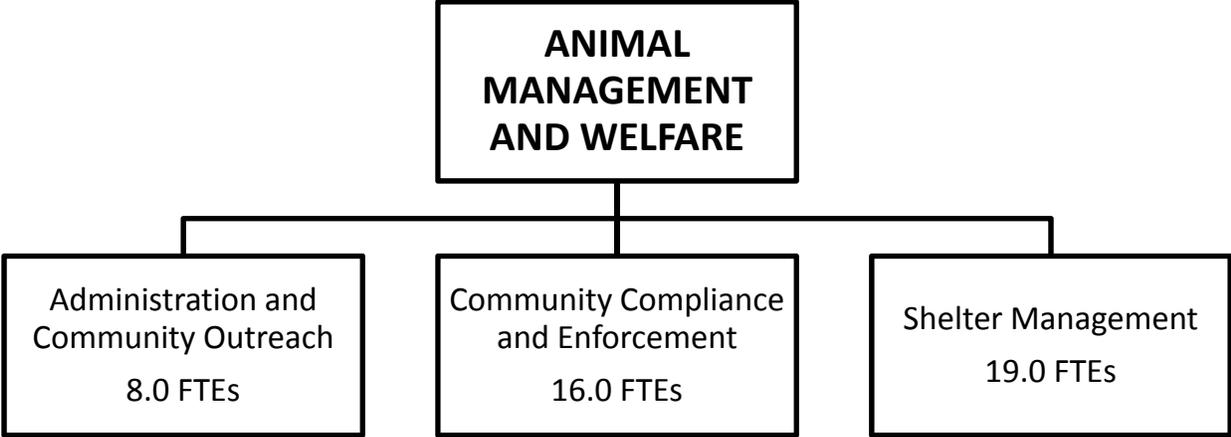 ANIMAL
MANAGEMENT
AND WELFARE
Administration and
Community Outreach
8.0 FTEs
Community Compliance
and Enforcement
16.0 FTEs
Shelter Management
19.0 FTEs